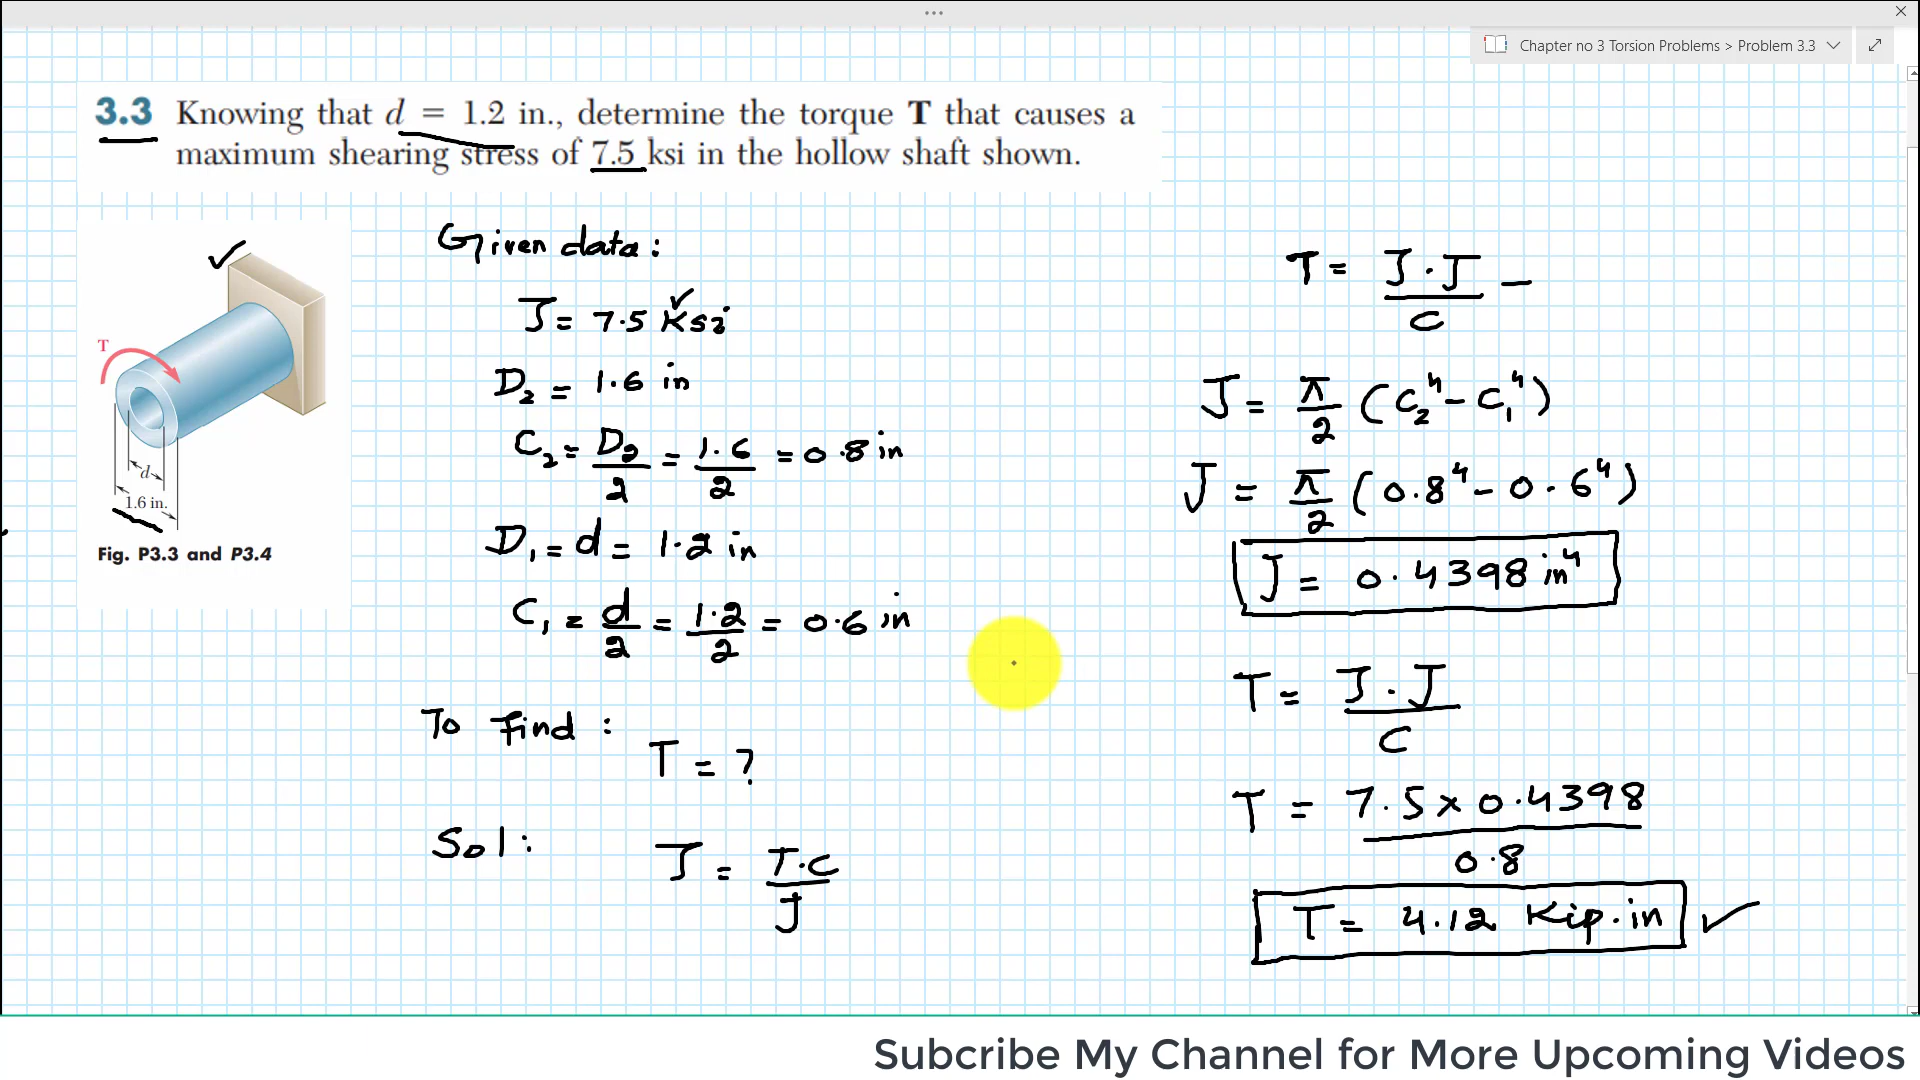 Chapter no 3 Torsion Problems > Problem 3.3
3.3 Knowing that d = 1.2 in., determine the torque T that causes a
maximum shearing stress of 7.5 ksi in the hollow shaft shown.
T
d
1.6 in.
Fig. P3.3 and P3.4
Given data:
τ = 7.5 Ksi
D₂ = 1.6 in
C₂ = D₂/2 = 1.6/2 = 0.8 in
D₁ = d = 1.2 in
C₁ = d/2 = 1.2/2 = 0.6 in
To Find:
T = ?
Sol:
τ = T·C/J
T = τ·J/C
J = π/2 (C₂⁴ - C₁⁴)
J = π/2 (0.8⁴ - 0.6⁴)
J = 0.4398 in⁴
T = τ·J/C
T = 7.5 × 0.4398/0.8
T = 4.12 Kip·in
Subcribe My Channel for More Upcoming Videos